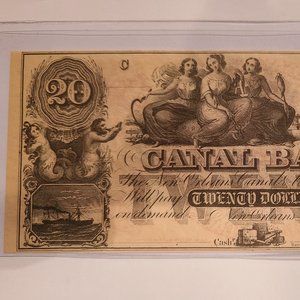 C
20
CANAL BA
The New Orleans Canal &
Will pay TWENTY DOLL
on demand New Orleans
Cash